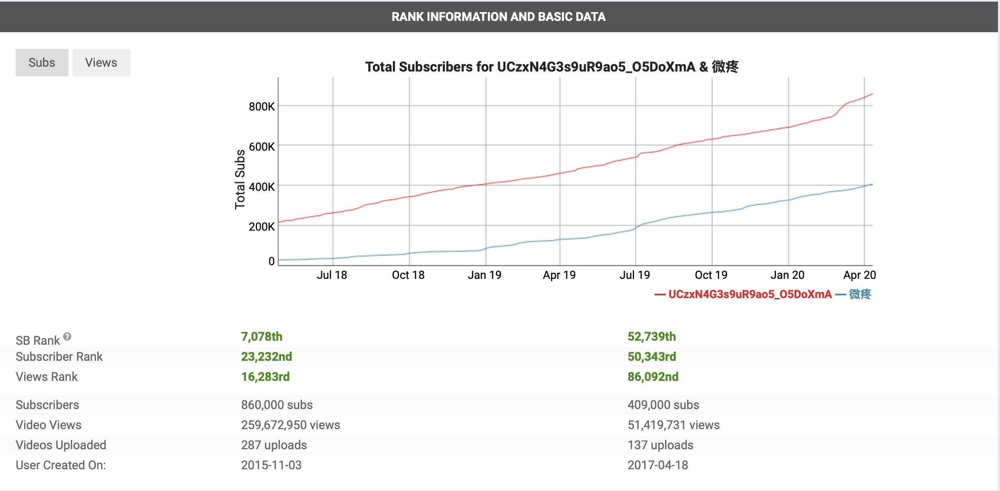 RANK INFORMATION AND BASIC DATA
Subs Views
Total Subscribers for UCzxN4G3s9uR9ao5_O5DoXmA & 微疼
Total Subs
800K
600K
400K
200K
0
Jul 18 Oct 18 Jan 19 Apr 19 Jul 19 Oct 19 Jan 20 Apr 20
UCzxN4G3s9uR9ao5_O5DoXmA 微疼
SB Rank ? 7,078th 52,739th
Subscriber Rank 23,232nd 50,343rd
Views Rank 16,283rd 86,092nd
Subscribers 860,000 subs 409,000 subs
Video Views 259,672,950 views 51,419,731 views
Videos Uploaded 287 uploads 137 uploads
User Created On: 2015-11-03 2017-04-18